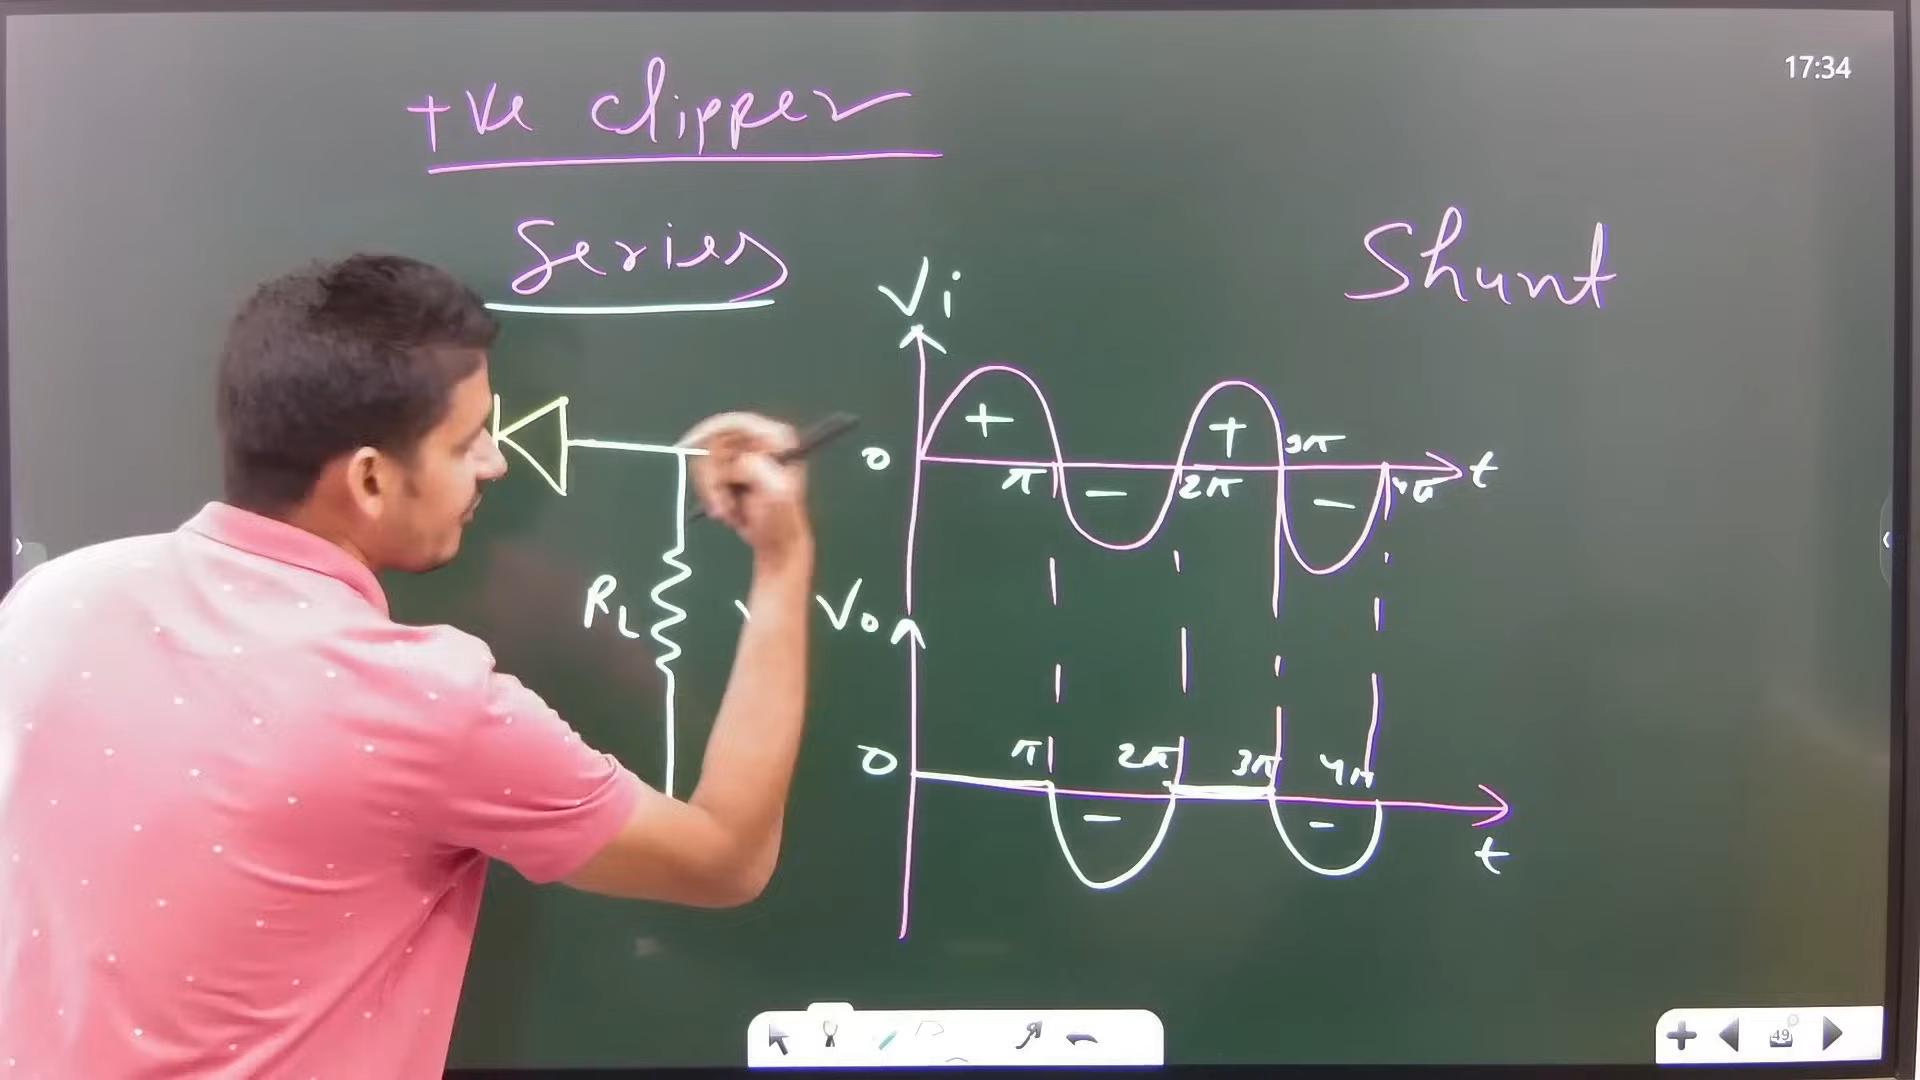 17:34
+ve clipper
Series
Shunt
Vi
+
+
3π
0
π
-
2π
-
4π
t
RL
Vo
0
π
2π
3π
4π
-
-
t
49